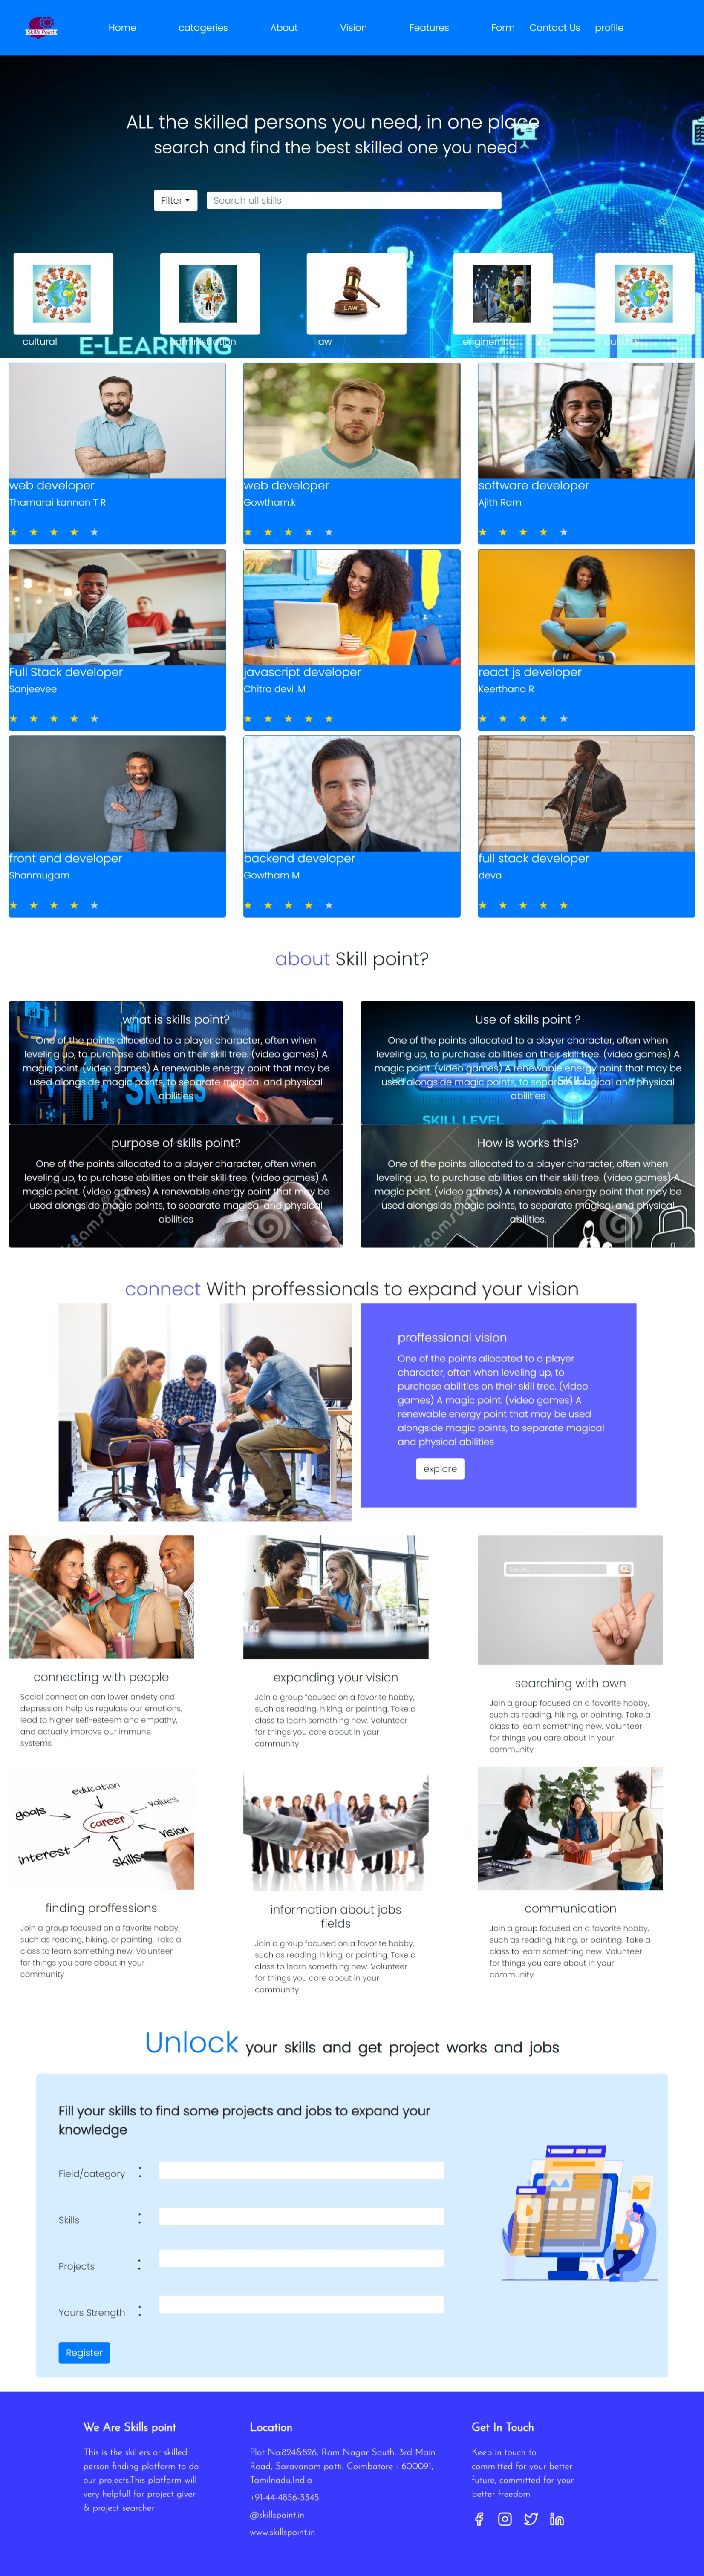 Skills Point
Home catageries About Vision Features Form Contact Us profile
ALL the skilled persons you need, in one place
search and find the best skilled one you need
Filter
Search all skills
LAW
cultural
administration
law
enginerring
cultural
E-LEARNING
web developer
Thamarai kannan T R
web developer
Gowtham.k
software developer
Ajith Ram
Full Stack developer
Sanjeevee
javascript developer
Chitra devi .M
react js developer
Keerthana R
front end developer
Shanmugam
backend developer
Gowtham M
full stack developer
deva
about Skill point?
what is skills point?
One of the points allocated to a player character, often when
leveling up, to purchase abilities on their skill tree. (video games) A
magic point. (video games) A renewable energy point that may be
used alongside magic points, to separate magical and physical
abilities
SKILLS
Use of skills point ?
One of the points allocated to a player character, often when
leveling up, to purchase abilities on their skill tree. (video games) A
magic point. (video games) A renewable energy point that may be
used alongside magic points, to separate magical and physical
abilities
SKILL
SKILL LEVEL
purpose of skills point?
One of the points allocated to a player character, often when
leveling up, to purchase abilities on their skill tree. (video games) A
magic point. (video games) A renewable energy point that may be
used alongside magic points, to separate magical and physical
abilities
How is works this?
One of the points allocated to a player character, often when
leveling up, to purchase abilities on their skill tree. (video games) A
magic point. (video games) A renewable energy point that may be
used alongside magic points, to separate magical and physical
abilities.
connect With proffessionals to expand your vision
proffessional vision
One of the points allocated to a player
character, often when leveling up, to
purchase abilities on their skill tree. (video
games) A magic point. (video games) A
renewable energy point that may be used
alongside magic points, to separate magical
and physical abilities
explore
Search...
connecting with people
Social connection can lower anxiety and
depression, help us regulate our emotions,
lead to higher self-esteem and empathy,
and actually improve our immune
systems
expanding your vision
Join a group focused on a favorite hobby,
such as reading, hiking, or painting. Take a
class to learn something new. Volunteer
for things you care about in your
community
searching with own
Join a group focused on a favorite hobby,
such as reading, hiking, or painting. Take a
class to learn something new. Volunteer
for things you care about in your
community
education
goals
values
career
vision
interest
skills
finding proffessions
Join a group focused on a favorite hobby,
such as reading, hiking, or painting. Take a
class to learn something new. Volunteer
for things you care about in your
community
information about jobs
fields
Join a group focused on a favorite hobby,
such as reading, hiking, or painting. Take a
class to learn something new. Volunteer
for things you care about in your
community
communication
Join a group focused on a favorite hobby,
such as reading, hiking, or painting. Take a
class to learn something new. Volunteer
for things you care about in your
community
Unlock your skills and get project works and jobs
Fill your skills to find some projects and jobs to expand your
knowledge
Field/category :
Skills :
Projects :
Yours Strength :
Register
We Are Skills point
This is the skillers or skilled
person finding platform to do
our projects.This platform will
very helpfull for project giver
& project searcher
Location
Plot No:824&826, Ram Nagar South, 3rd Main
Road, Saravanam patti, Coimbatore - 600091,
Tamilnadu,India
+91-44-4856-3345
@skillspoint.in
www.skillspoint.in
Get In Touch
Keep in touch to
committed for your better
future, committed for your
better freedom